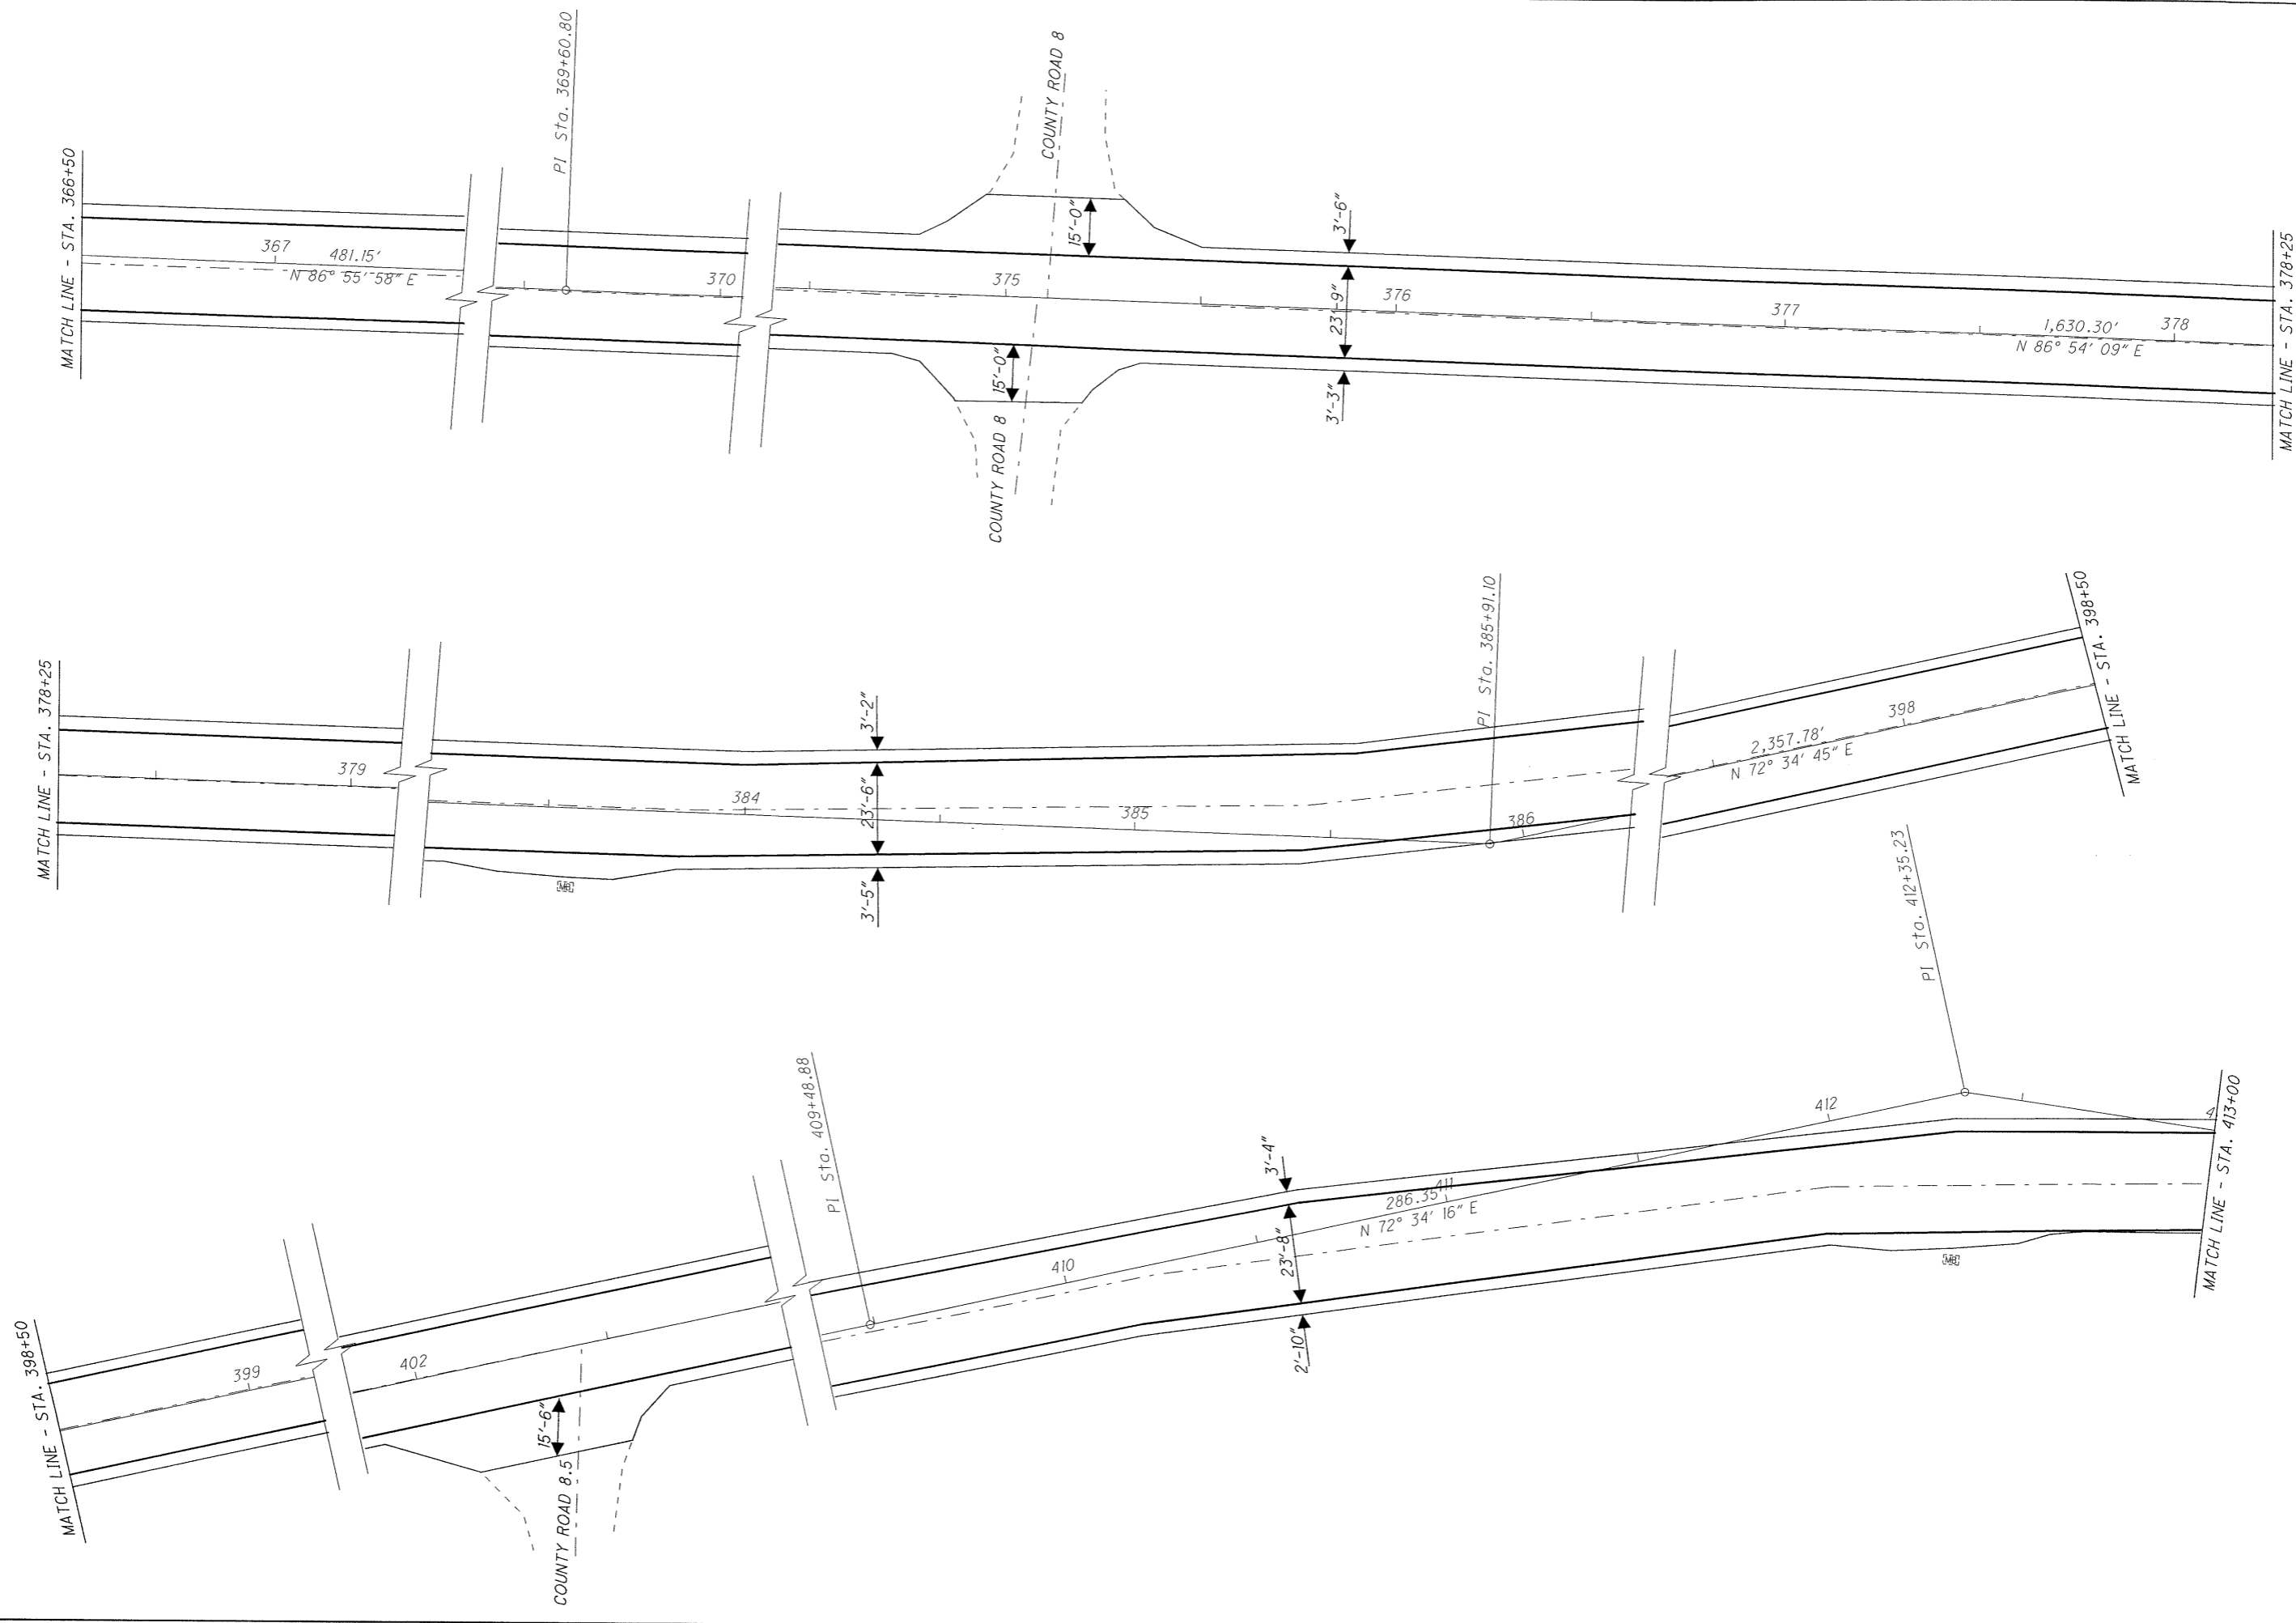 MATCH LINE - STA. 366+50
367
481.15'
N 86° 55' 58" E
PI Sta. 369+60.80
370
375
COUNTY ROAD 8
15'-0"
15'-0"
COUNTY ROAD 8
3'-6"
23'-9"
3'-3"
376
377
1,630.30'
N 86° 54' 09" E
378
MATCH LINE - STA. 378+25
MATCH LINE - STA. 378+25
379
384
3'-2"
23'-6"
3'-5"
385
PI Sta. 385+91.10
386
2,357.78'
N 72° 34' 45" E
398
MATCH LINE - STA. 398+50
MB
MATCH LINE - STA. 398+50
399
402
15'-6"
COUNTY ROAD 8.5
PI Sta. 409+48.88
410
3'-4"
23'-8"
2'-10"
286.35'
N 72° 34' 16" E
411
412
PI Sta. 412+35.23
4
MB
MATCH LINE - STA. 413+00